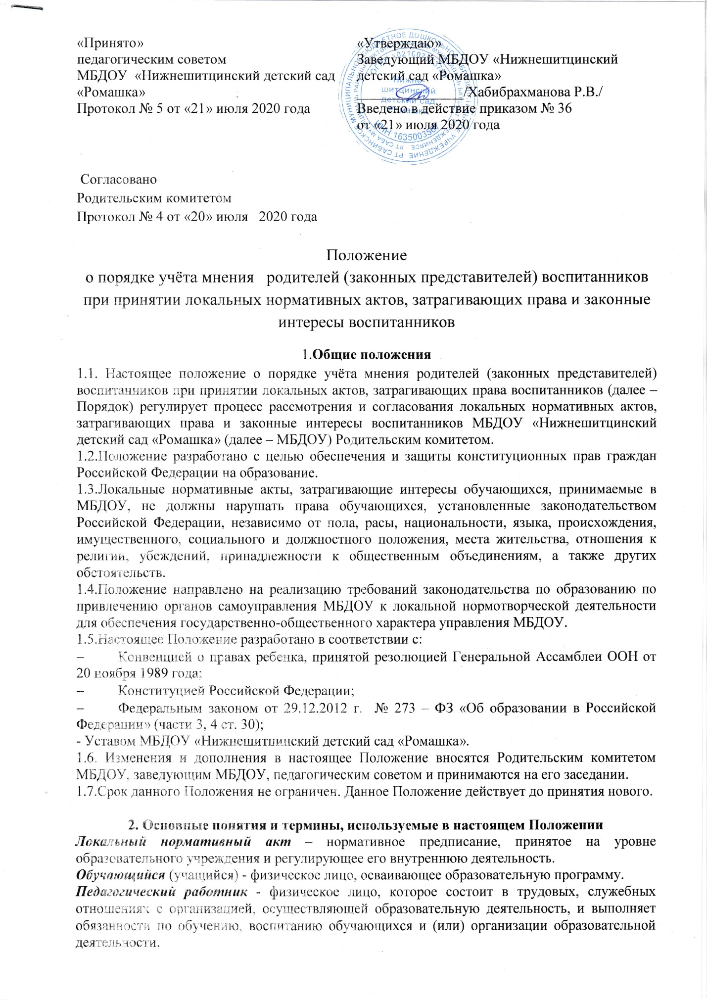 «Принято»
педагогическим советом
МБДОУ «Нижнешитцинский детский сад
«Ромашка»
Протокол № 5 от «21» июля 2020 года
«Утверждаю»
Заведующий МБДОУ «Нижнешитцинский
детский сад «Ромашка»
________________/Хабибрахманова Р.В./
Введено в действие приказом № 36
от «21» июля 2020 года
Нижне-
шитцинский
детский сад
Ромашка
ИНН 1635003567
Согласовано
Родительским комитетом
Протокол № 4 от «20» июля 2020 года
Положение
о порядке учёта мнения родителей (законных представителей) воспитанников
при принятии локальных нормативных актов, затрагивающих права и законные
интересы воспитанников
1.Общие положения
1.1. Настоящее положение о порядке учёта мнения родителей (законных представителей)
воспитанников при принятии локальных актов, затрагивающих права воспитанников (далее –
Порядок) регулирует процесс рассмотрения и согласования локальных нормативных актов,
затрагивающих права и законные интересы воспитанников МБДОУ «Нижнешитцинский
детский сад «Ромашка» (далее – МБДОУ) Родительским комитетом.
1.2.Положение разработано с целью обеспечения и защиты конституционных прав граждан
Российской Федерации на образование.
1.3.Локальные нормативные акты, затрагивающие интересы обучающихся, принимаемые в
МБДОУ, не должны нарушать права обучающихся, установленные законодательством
Российской Федерации, независимо от пола, расы, национальности, языка, происхождения,
имущественного, социального и должностного положения, места жительства, отношения к
религии, убеждений, принадлежности к общественным объединениям, а также других
обстоятельств.
1.4.Положение направлено на реализацию требований законодательства по образованию по
привлечению органов самоуправления МБДОУ к локальной нормотворческой деятельности
для обеспечения государственно-общественного характера управления МБДОУ.
1.5.Настоящее Положение разработано в соответствии с:
– Конвенцией о правах ребенка, принятой резолюцией Генеральной Ассамблеи ООН от
20 ноября 1989 года;
– Конституцией Российской Федерации;
– Федеральным законом от 29.12.2012 г. № 273 – ФЗ «Об образовании в Российской
Федерации» (части 3, 4 ст. 30);
- Уставом МБДОУ «Нижнешитцинский детский сад «Ромашка».
1.6. Изменения и дополнения в настоящее Положение вносятся Родительским комитетом
МБДОУ, заведующим МБДОУ, педагогическим советом и принимаются на его заседании.
1.7.Срок данного Положения не ограничен. Данное Положение действует до принятия нового.
2. Основные понятия и термины, используемые в настоящем Положении
Локальный нормативный акт – нормативное предписание, принятое на уровне
образовательного учреждения и регулирующее его внутреннюю деятельность.
Обучающийся (учащийся) - физическое лицо, осваивающее образовательную программу.
Педагогический работник - физическое лицо, которое состоит в трудовых, служебных
отношениях с организацией, осуществляющей образовательную деятельность, и выполняет
обязанности по обучению, воспитанию обучающихся и (или) организации образовательной
деятельности.